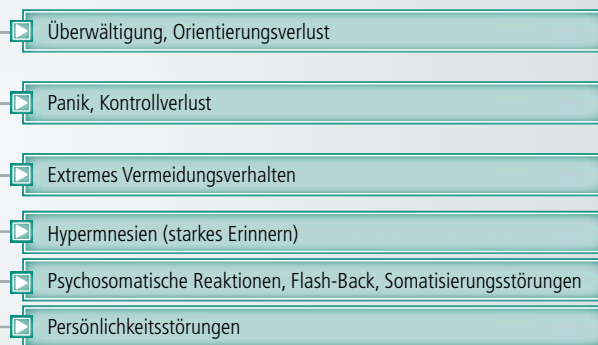 Überwältigung, Orientierungsverlust
Panik, Kontrollverlust
Extremes Vermeidungsverhalten
Hypermnesien (starkes Erinnern)
Psychosomatische Reaktionen, Flash-Back, Somatisierungsstörungen
Persönlichkeitsstörungen